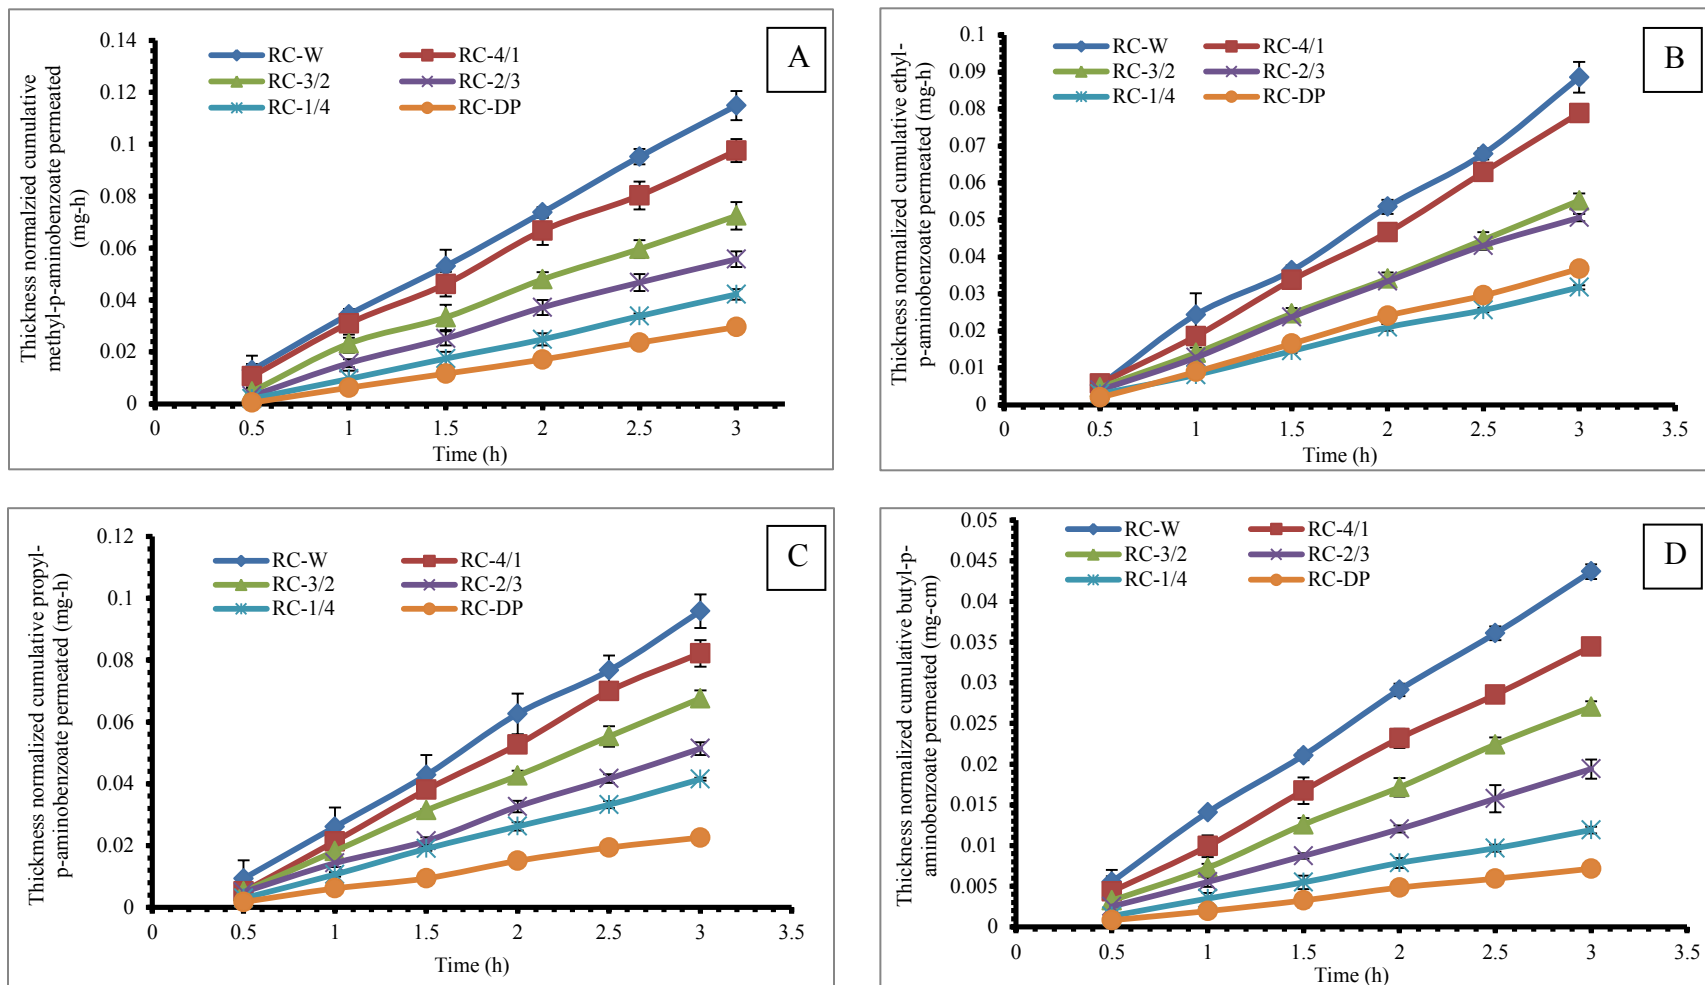 A
Thickness normalzied cumulative
methyl-p-aminobenzoate permeated
(mg-h)
0.14
0.12
0.1
0.08
0.06
0.04
0.02
0
RC-W
RC-4/1
RC-3/2
RC-2/3
RC-1/4
RC-DP
0
0.5
1
1.5
2
2.5
3
Time (h)
B
Thickness normalized cumulative ethyl-
p-aminobenzoate permeated (mg-h)
0.1
0.09
0.08
0.07
0.06
0.05
0.04
0.03
0.02
0.01
0
RC-W
RC-4/1
RC-3/2
RC-2/3
RC-1/4
RC-DP
0
0.5
1
1.5
2
2.5
3
3.5
Time (h)
C
Thickness normalized cumulative propyl-
p-aminobenzoate permeated (mg-h)
0.12
0.1
0.08
0.06
0.04
0.02
0
RC-W
RC-4/1
RC-3/2
RC-2/3
RC-1/4
RC-DP
0
0.5
1
1.5
2
2.5
3
3.5
Time (h)
D
Thickness normalized cumulative butyl-p-
aminobenzoate permeated (mg-cm)
0.05
0.045
0.04
0.035
0.03
0.025
0.02
0.015
0.01
0.005
0
RC-W
RC-4/1
RC-3/2
RC-2/3
RC-1/4
RC-DP
0
0.5
1
1.5
2
2.5
3
3.5
Time (h)